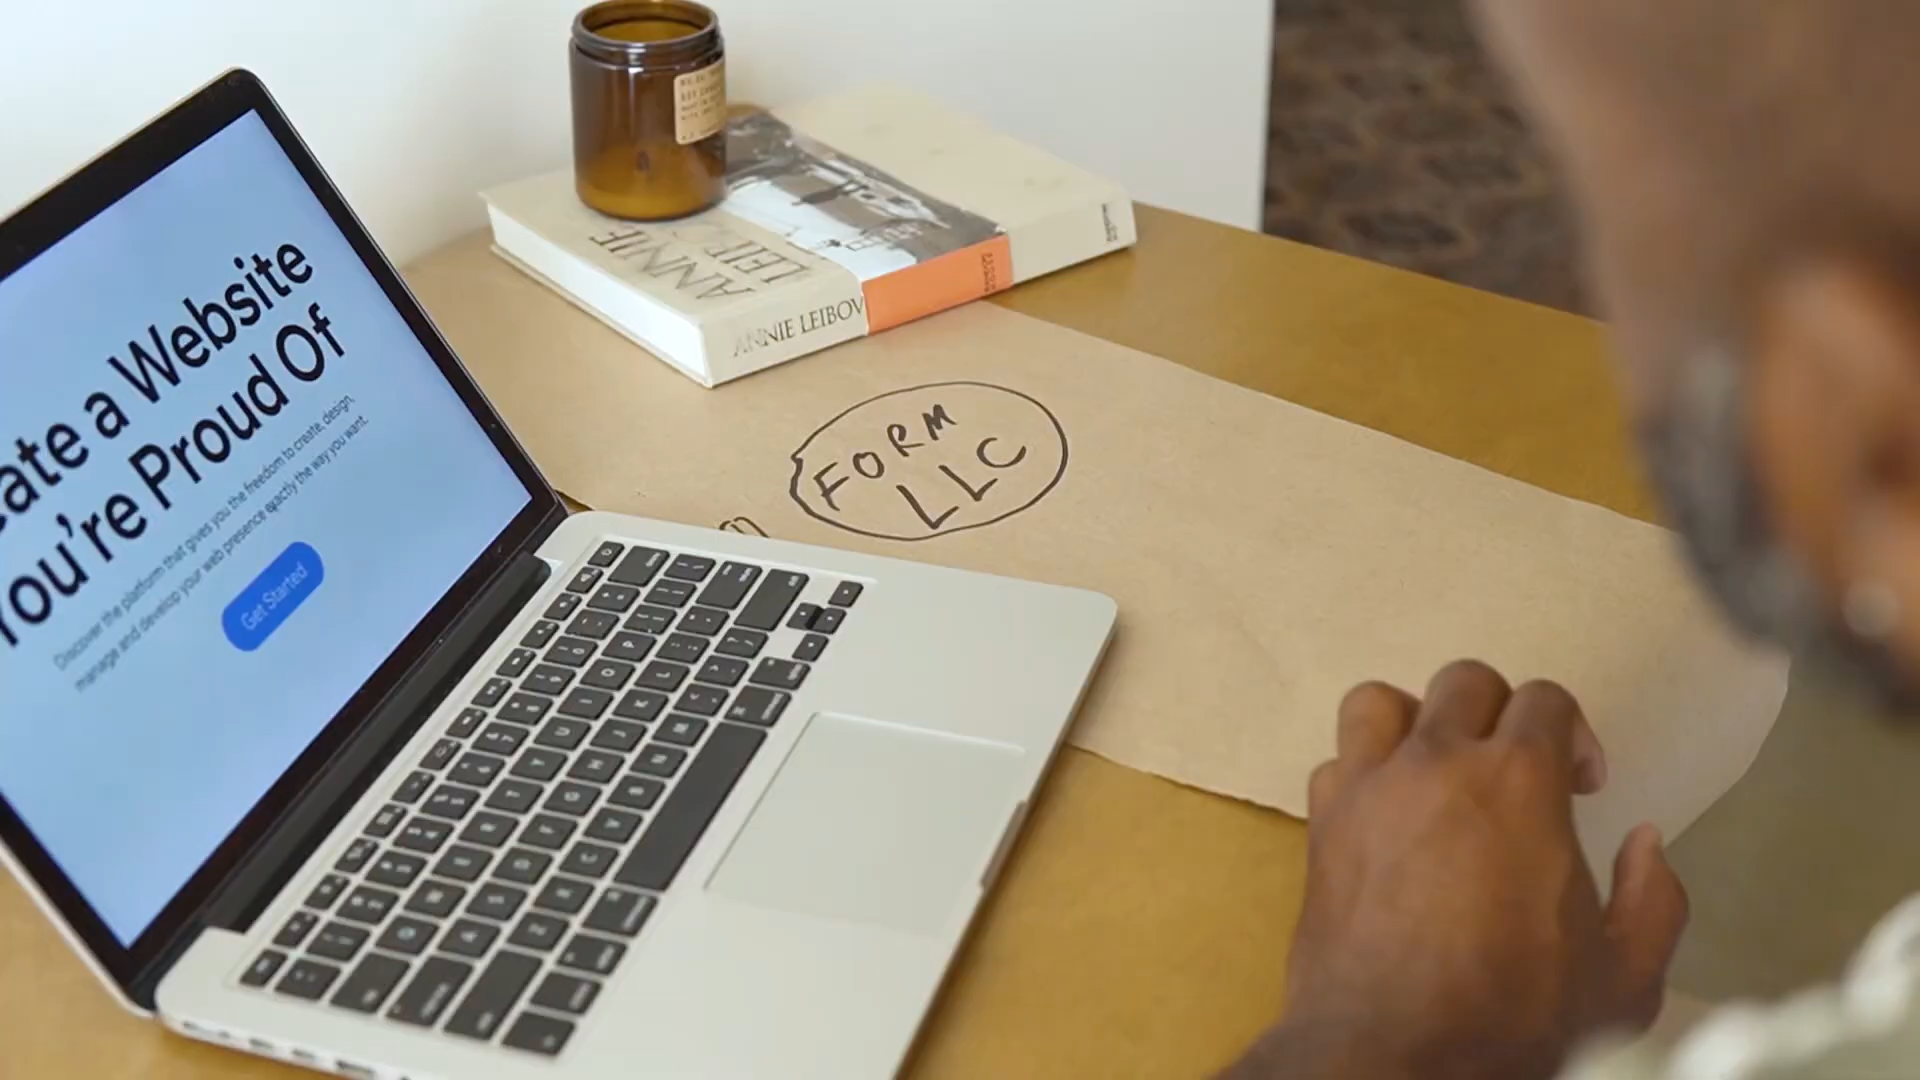 eate a Website
You're Proud Of
Discover the platform that gives you the freedom to create, design,
manage and develop your web presence exactly the way you want.
Get Started
ANNIE
LEIB
ANNIE LEIBOV
FORM
LLC